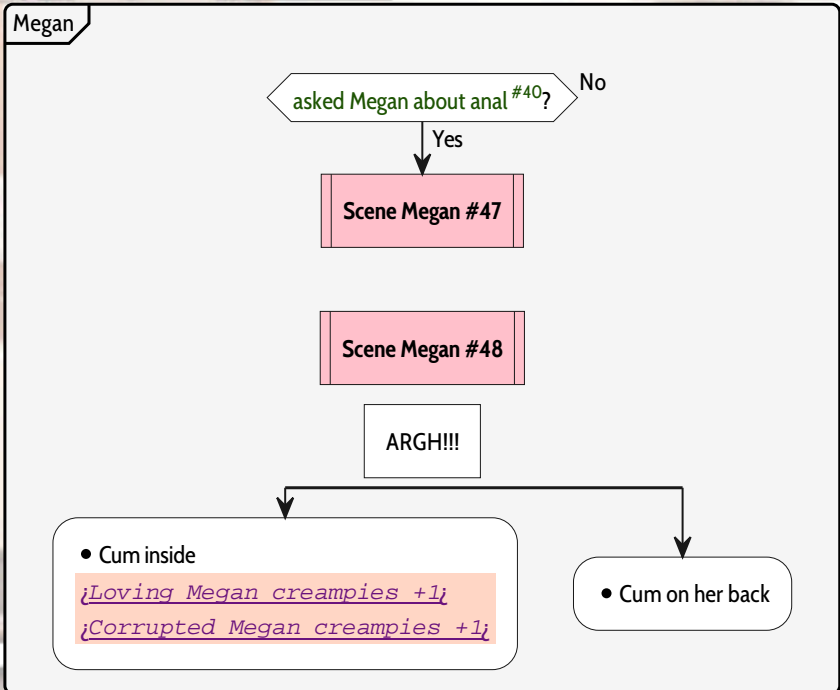 Megan
asked Megan about anal #40?
No
Yes
Scene Megan #47
Scene Megan #48
ARGH!!!
• Cum inside
¿Loving Megan creampies +1¿
¿Corrupted Megan creampies +1¿
• Cum on her back